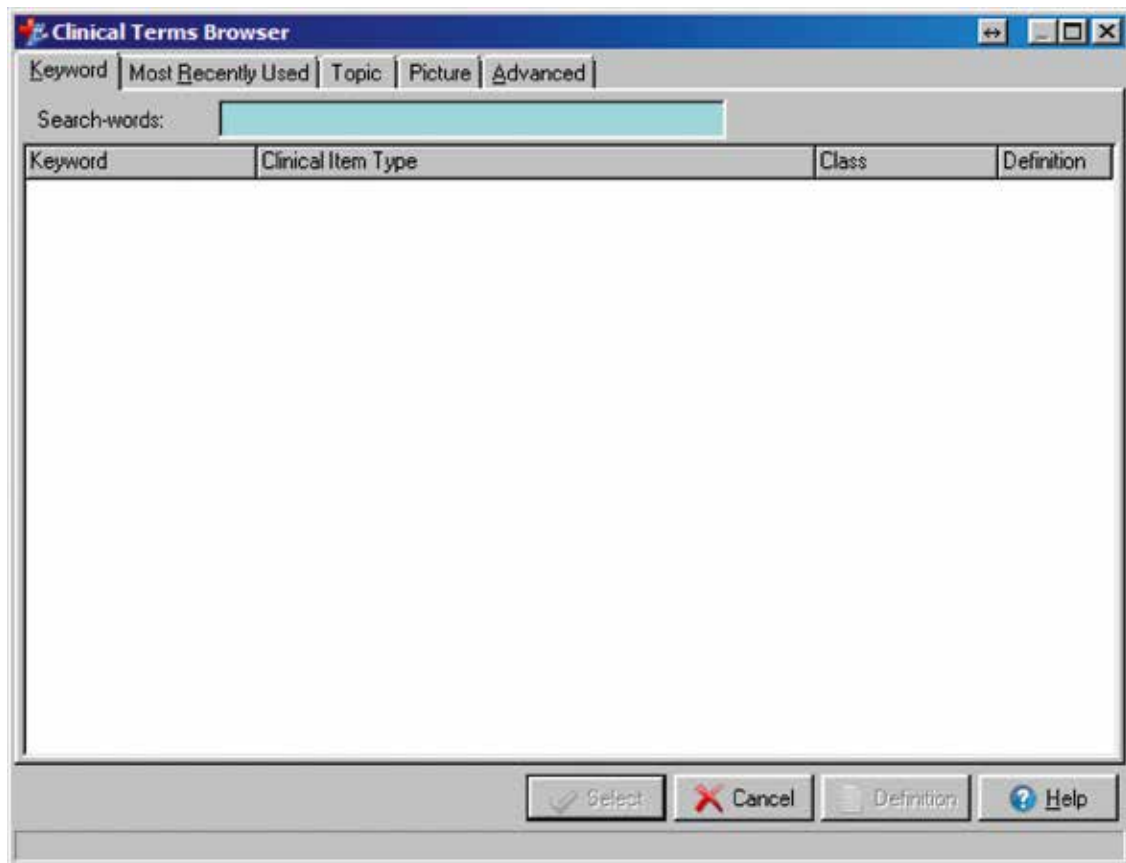 Clinical Terms Browser
Keyword Most Recently Used Topic Picture Advanced
Search-words:
Keyword Clinical Item Type Class Definition
Select Cancel Definition Help